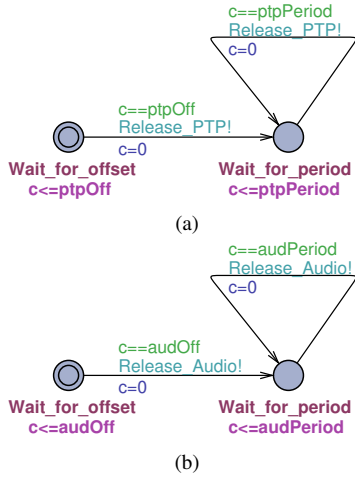 c==ptpPeriod
Release_PTP!
c=0
c==ptpOff
Release_PTP!
c=0
Wait_for_offset
c<=ptpOff
Wait_for_period
c<=ptpPeriod
(a)
c==audPeriod
Release_Audio!
c=0
c==audOff
Release_Audio!
c=0
Wait_for_offset
c<=audOff
Wait_for_period
c<=audPeriod
(b)